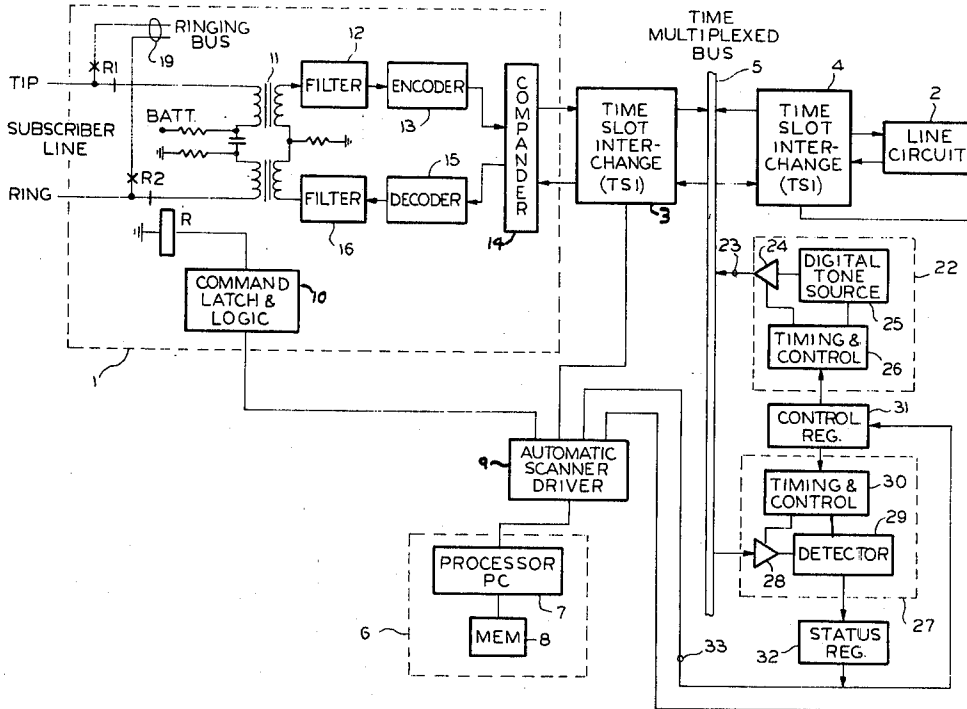 RINGING
BUS
19
TIP
R1
11
12
FILTER
ENCODER
13
COMPANDER
14
BATT.
SUBSCRIBER
LINE
R2
RING
R
FILTER
16
15
DECODER
COMMAND
LATCH &
LOGIC
10
1
TIME
MULTIPLEXED
BUS
5
TIME
SLOT
INTER-
CHANGE
(TSI)
3
4
TIME
SLOT
INTER-
CHANGE
(TSI)
2
LINE
CIRCUIT
23
24
DIGITAL
TONE
SOURCE
22
25
TIMING &
CONTROL
26
CONTROL
REG.
31
9
AUTOMATIC
SCANNER
DRIVER
TIMING &
CONTROL
30
29
DETECTOR
28
27
6
PROCESSOR
PC
7
MEM
8
33
32
STATUS
REG.